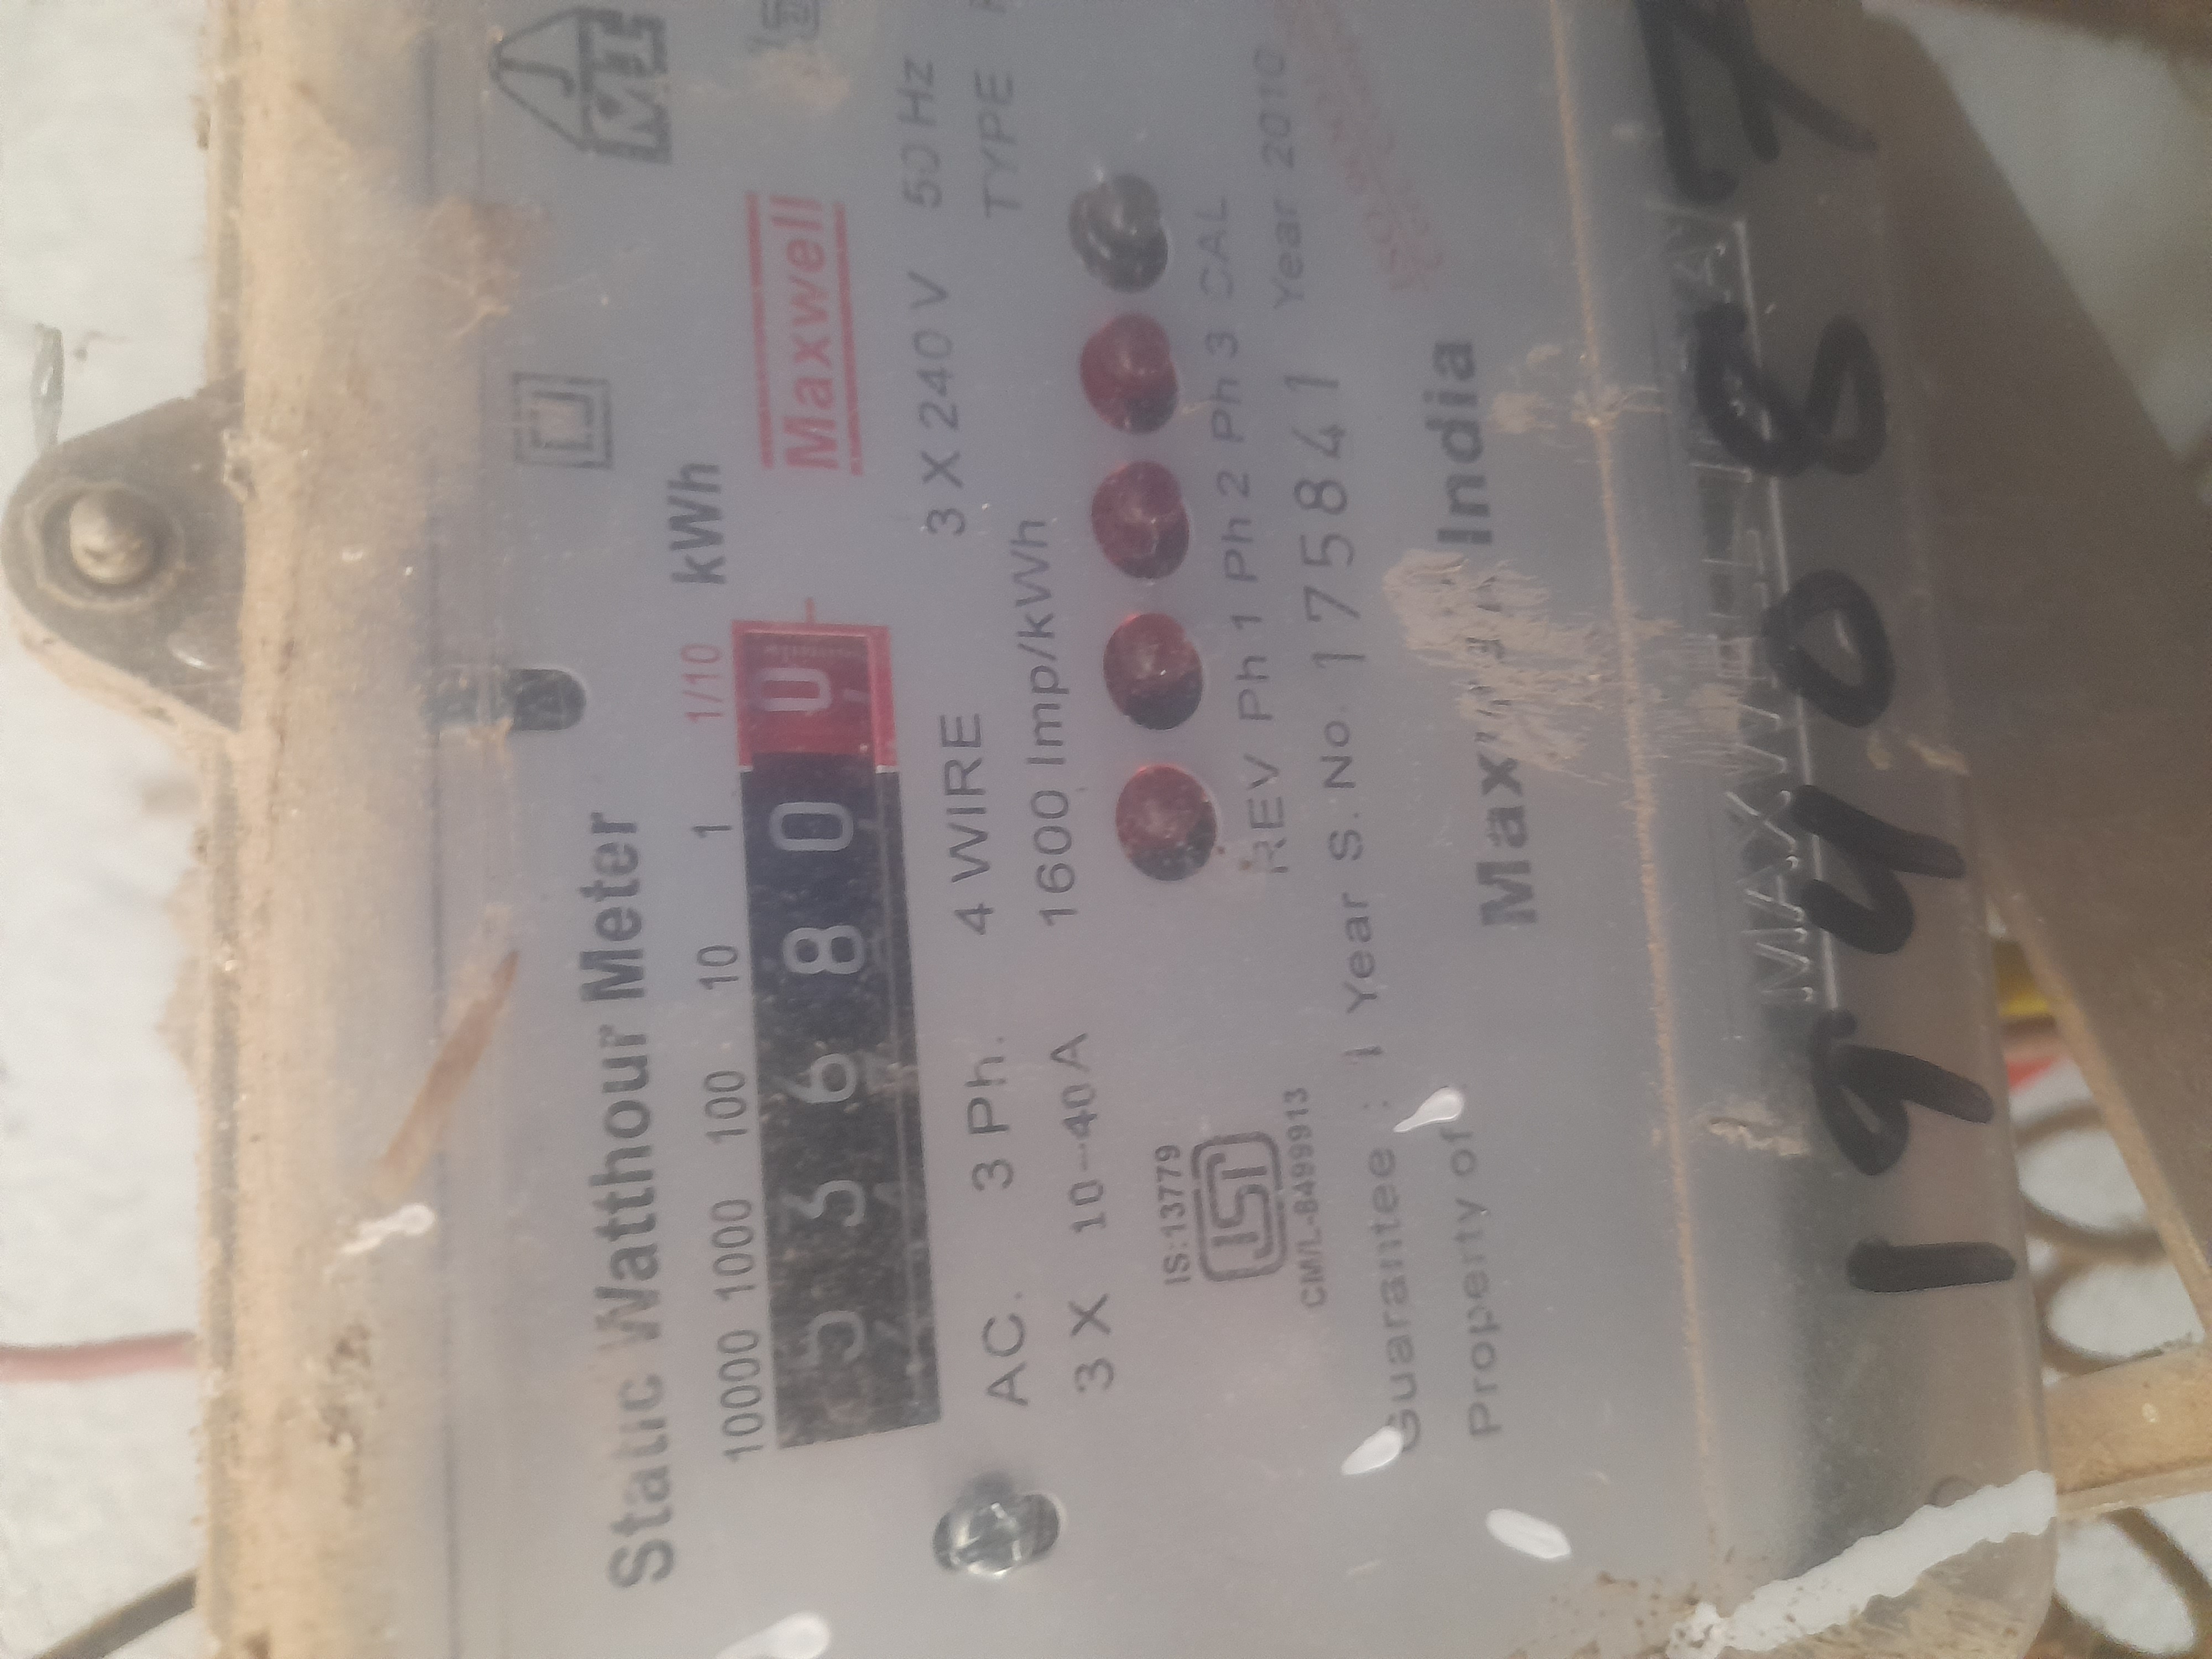 MTI
Static Watthour Meter
10000 1000 100 10 1 1/10 kWh
5 3 6 8 0 0
Maxwell
AC. 3 Ph. 4 WIRE 3 X 240 V 50 Hz
3 X 10-40 A 1600 Imp/kWh TYPE
REV Ph 1 Ph 2 Ph 3 CAL
IS:13779
ISI
CM/L-8499913
Guarantee : 1 Year S. No. 175841 Year 2010
Property of
India